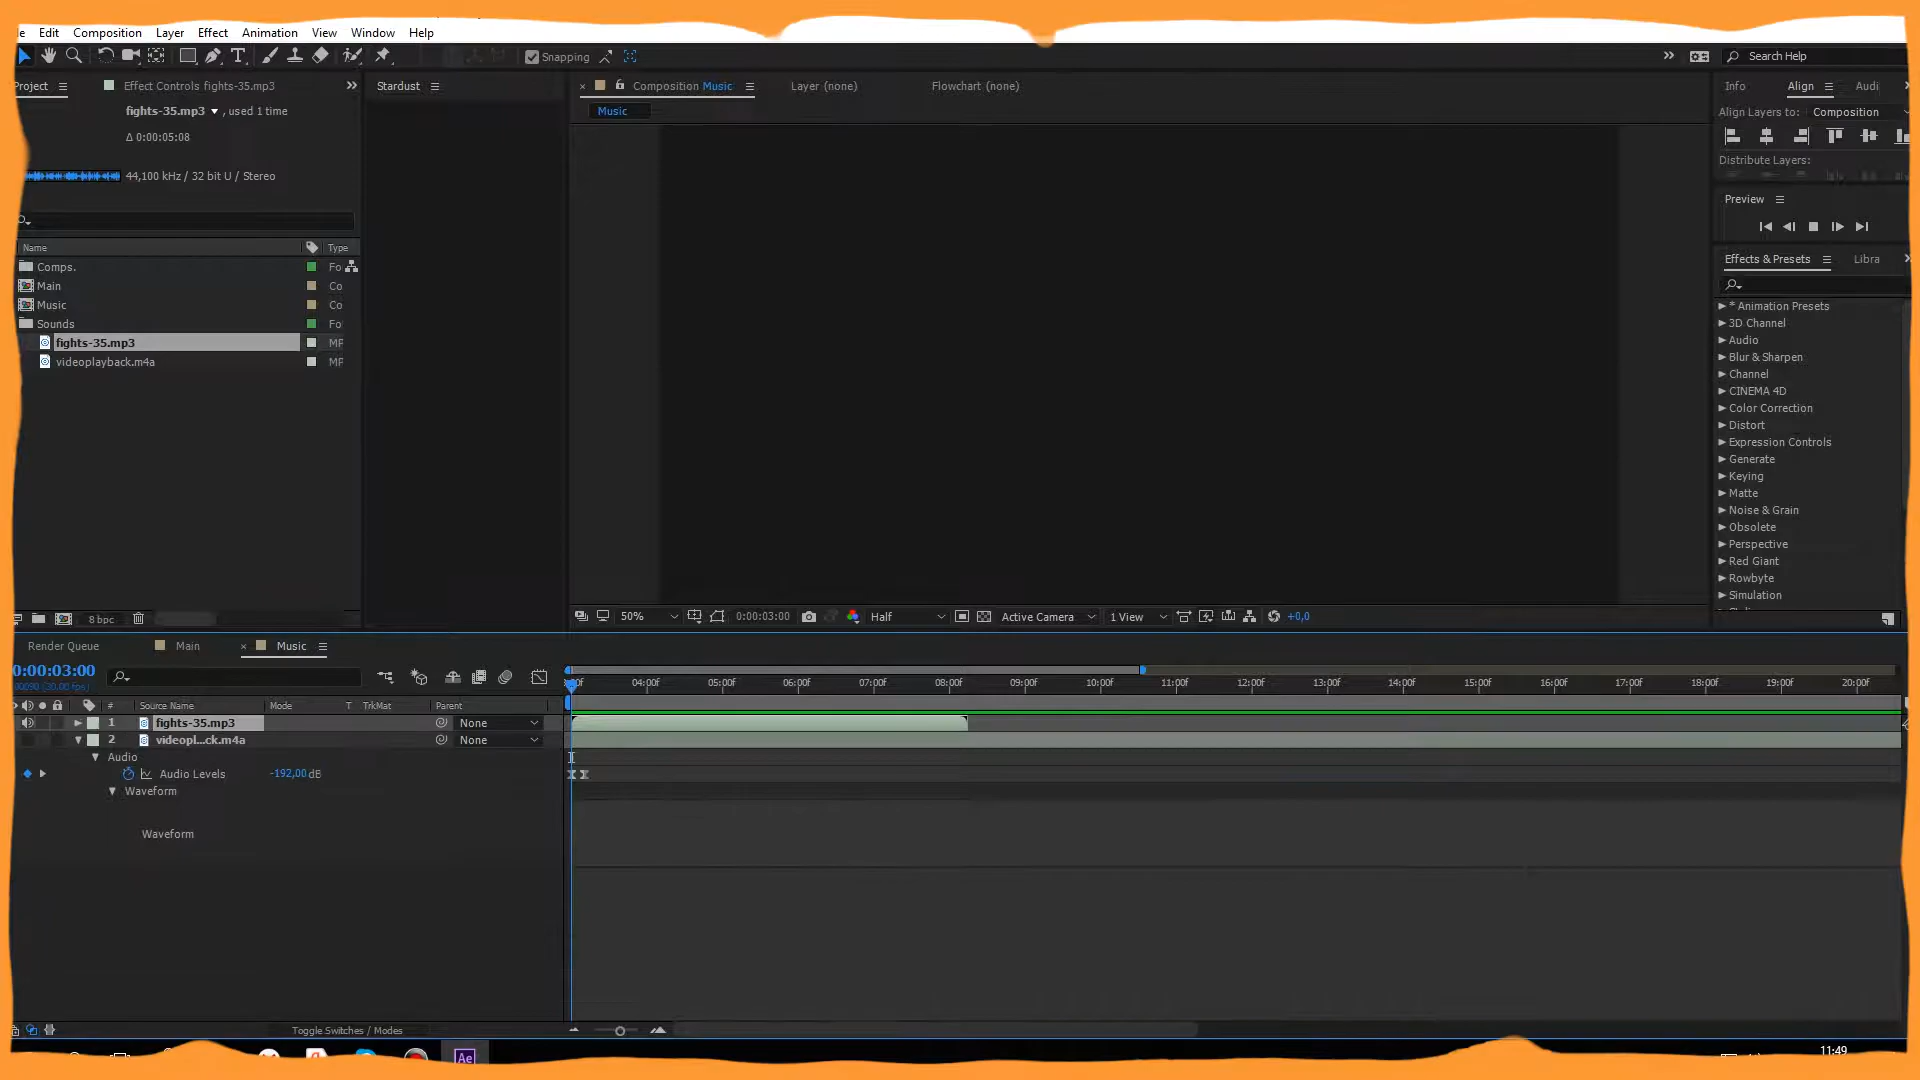 Edit Composition Layer Effect Animation View Window Help
Snapping
Search Help
Project
Effect Controls fights-35.mp3
fights-35.mp3 , used 1 time
Δ 0:00:05:08
44,100 kHz / 32 bit U / Stereo
Name Type
Comps. Fo
Main Co
Music Co
Sounds Fo
fights-35.mp3 MP
videoplayback.m4a MP
8 bpc
Stardust
Composition Music
Layer (none)
Flowchart (none)
Music
50%
0:00:03:00
Half
Active Camera
1 View
+0,0
Info Align Audi
Align Layers to: Composition
Distribute Layers:
Preview
Effects & Presets Libra
* Animation Presets
3D Channel
Audio
Blur & Sharpen
Channel
CINEMA 4D
Color Correction
Distort
Expression Controls
Generate
Keying
Matte
Noise & Grain
Obsolete
Perspective
Red Giant
Rowbyte
Simulation
Render Queue Main Music
0:00:03:00
04:00f 05:00f 06:00f 07:00f 08:00f 09:00f 10:00f 11:00f 12:00f 13:00f 14:00f 15:00f 16:00f 17:00f 18:00f 19:00f 20:00f
# Source Name Mode T TrkMat Parent
1 fights-35.mp3 None
2 videopl...ck.m4a None
Audio
Audio Levels -192,00dB
Waveform
Waveform
Toggle Switches / Modes
Ae
11:49